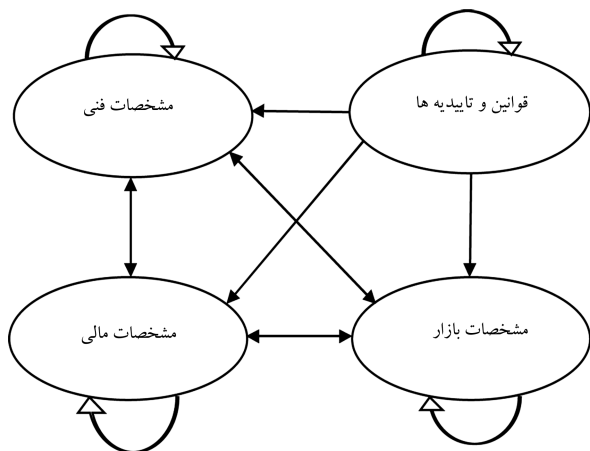 قوانین و تاییدیه ها
مشخصات فنی
مشخصات بازار
مشخصات مالی